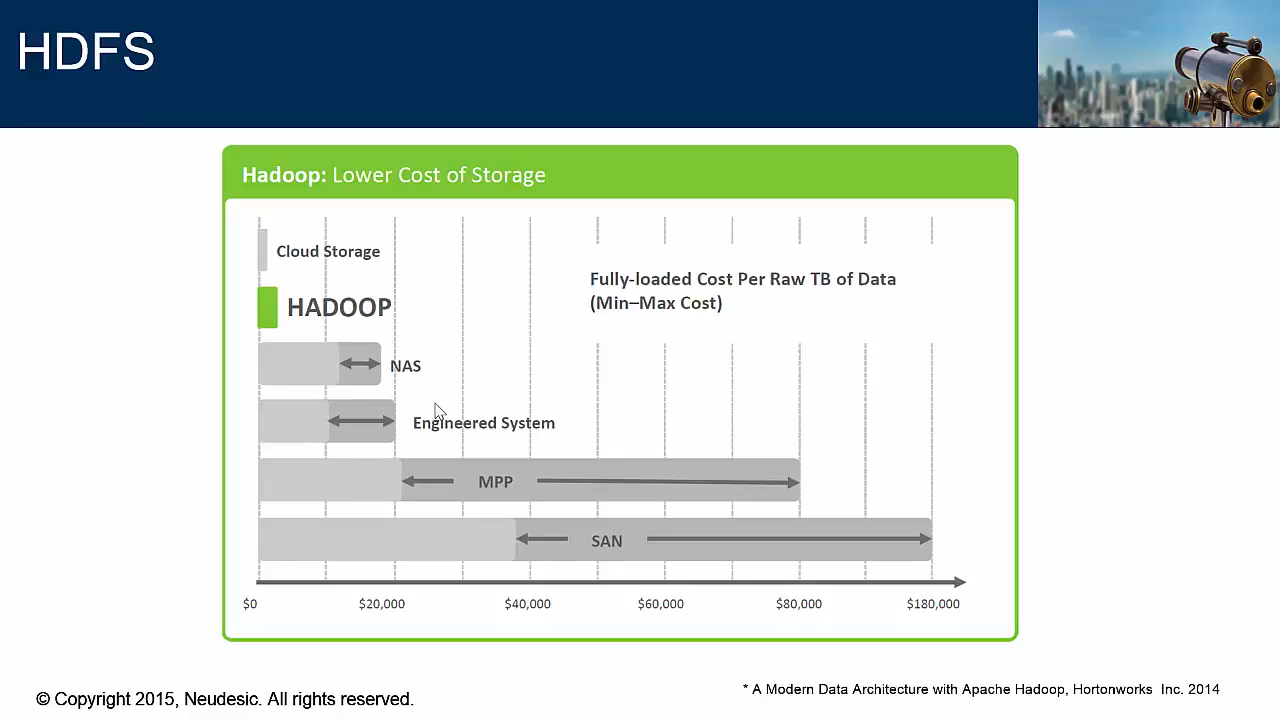 HDFS
Hadoop: Lower Cost of Storage
Cloud Storage
Fully-loaded Cost Per Raw TB of Data
(Min–Max Cost)
HADOOP
NAS
Engineered System
MPP
SAN
$0 $20,000 $40,000 $60,000 $80,000 $180,000
* A Modern Data Architecture with Apache Hadoop, Hortonworks Inc. 2014
© Copyright 2015, Neudesic. All rights reserved.